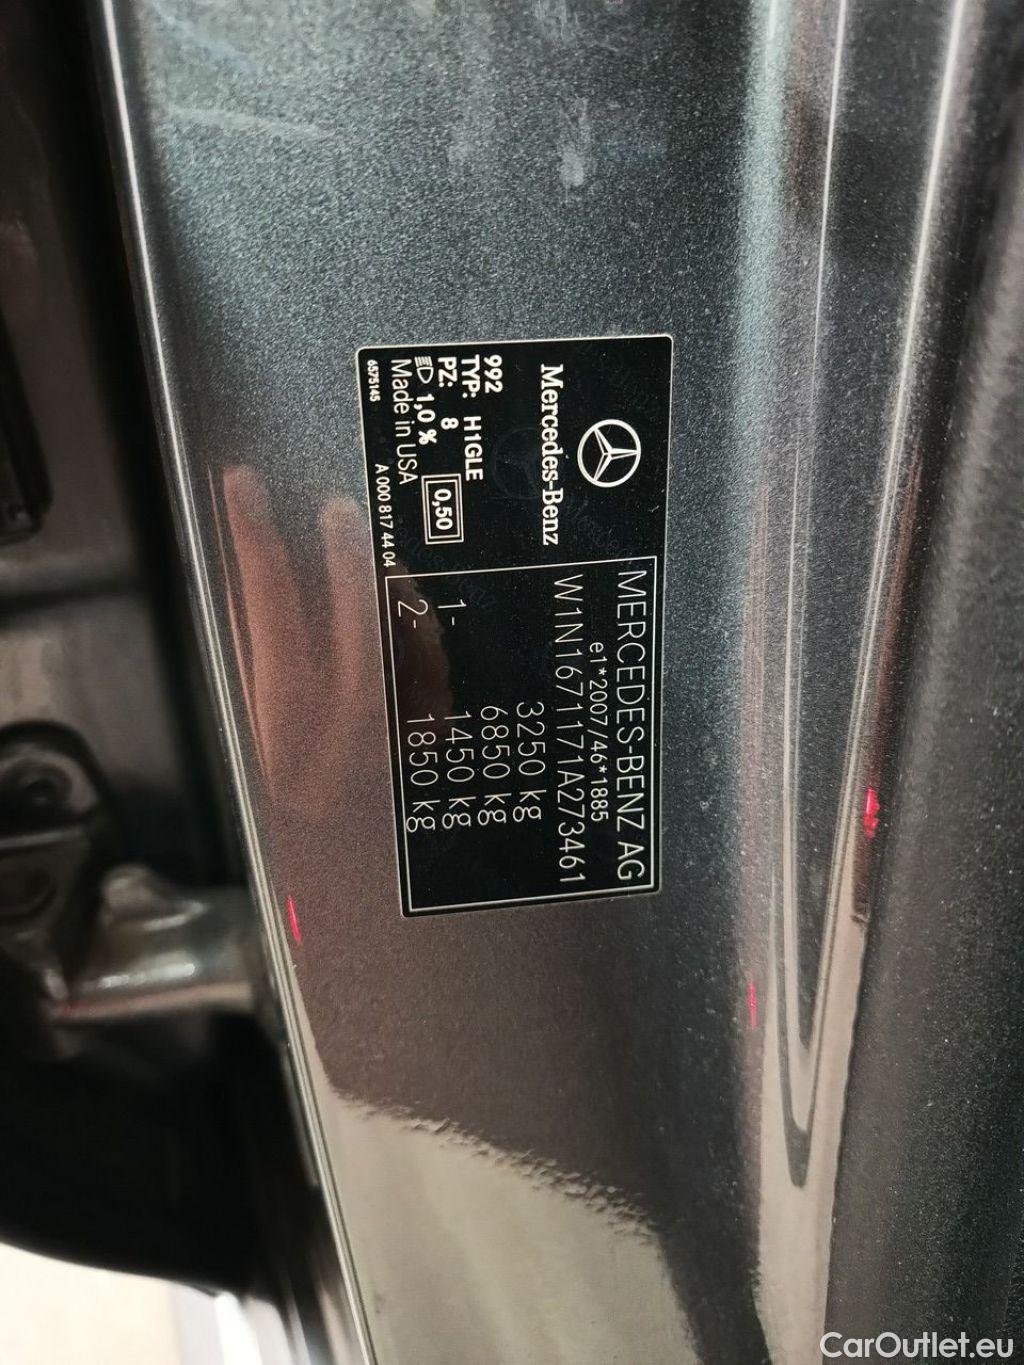 Mercedes-Benz
992
TYP: H1GLE
PZ: 8
1,0 %
0,50
Made in USA
6575145
A 000 817 44 04
MERCEDES-BENZ AG
e1*2007/46*1885
W1N1671171A273461
3250 kg
6850 kg
1- 1450 kg
2- 1850 kg
CarOutlet.eu